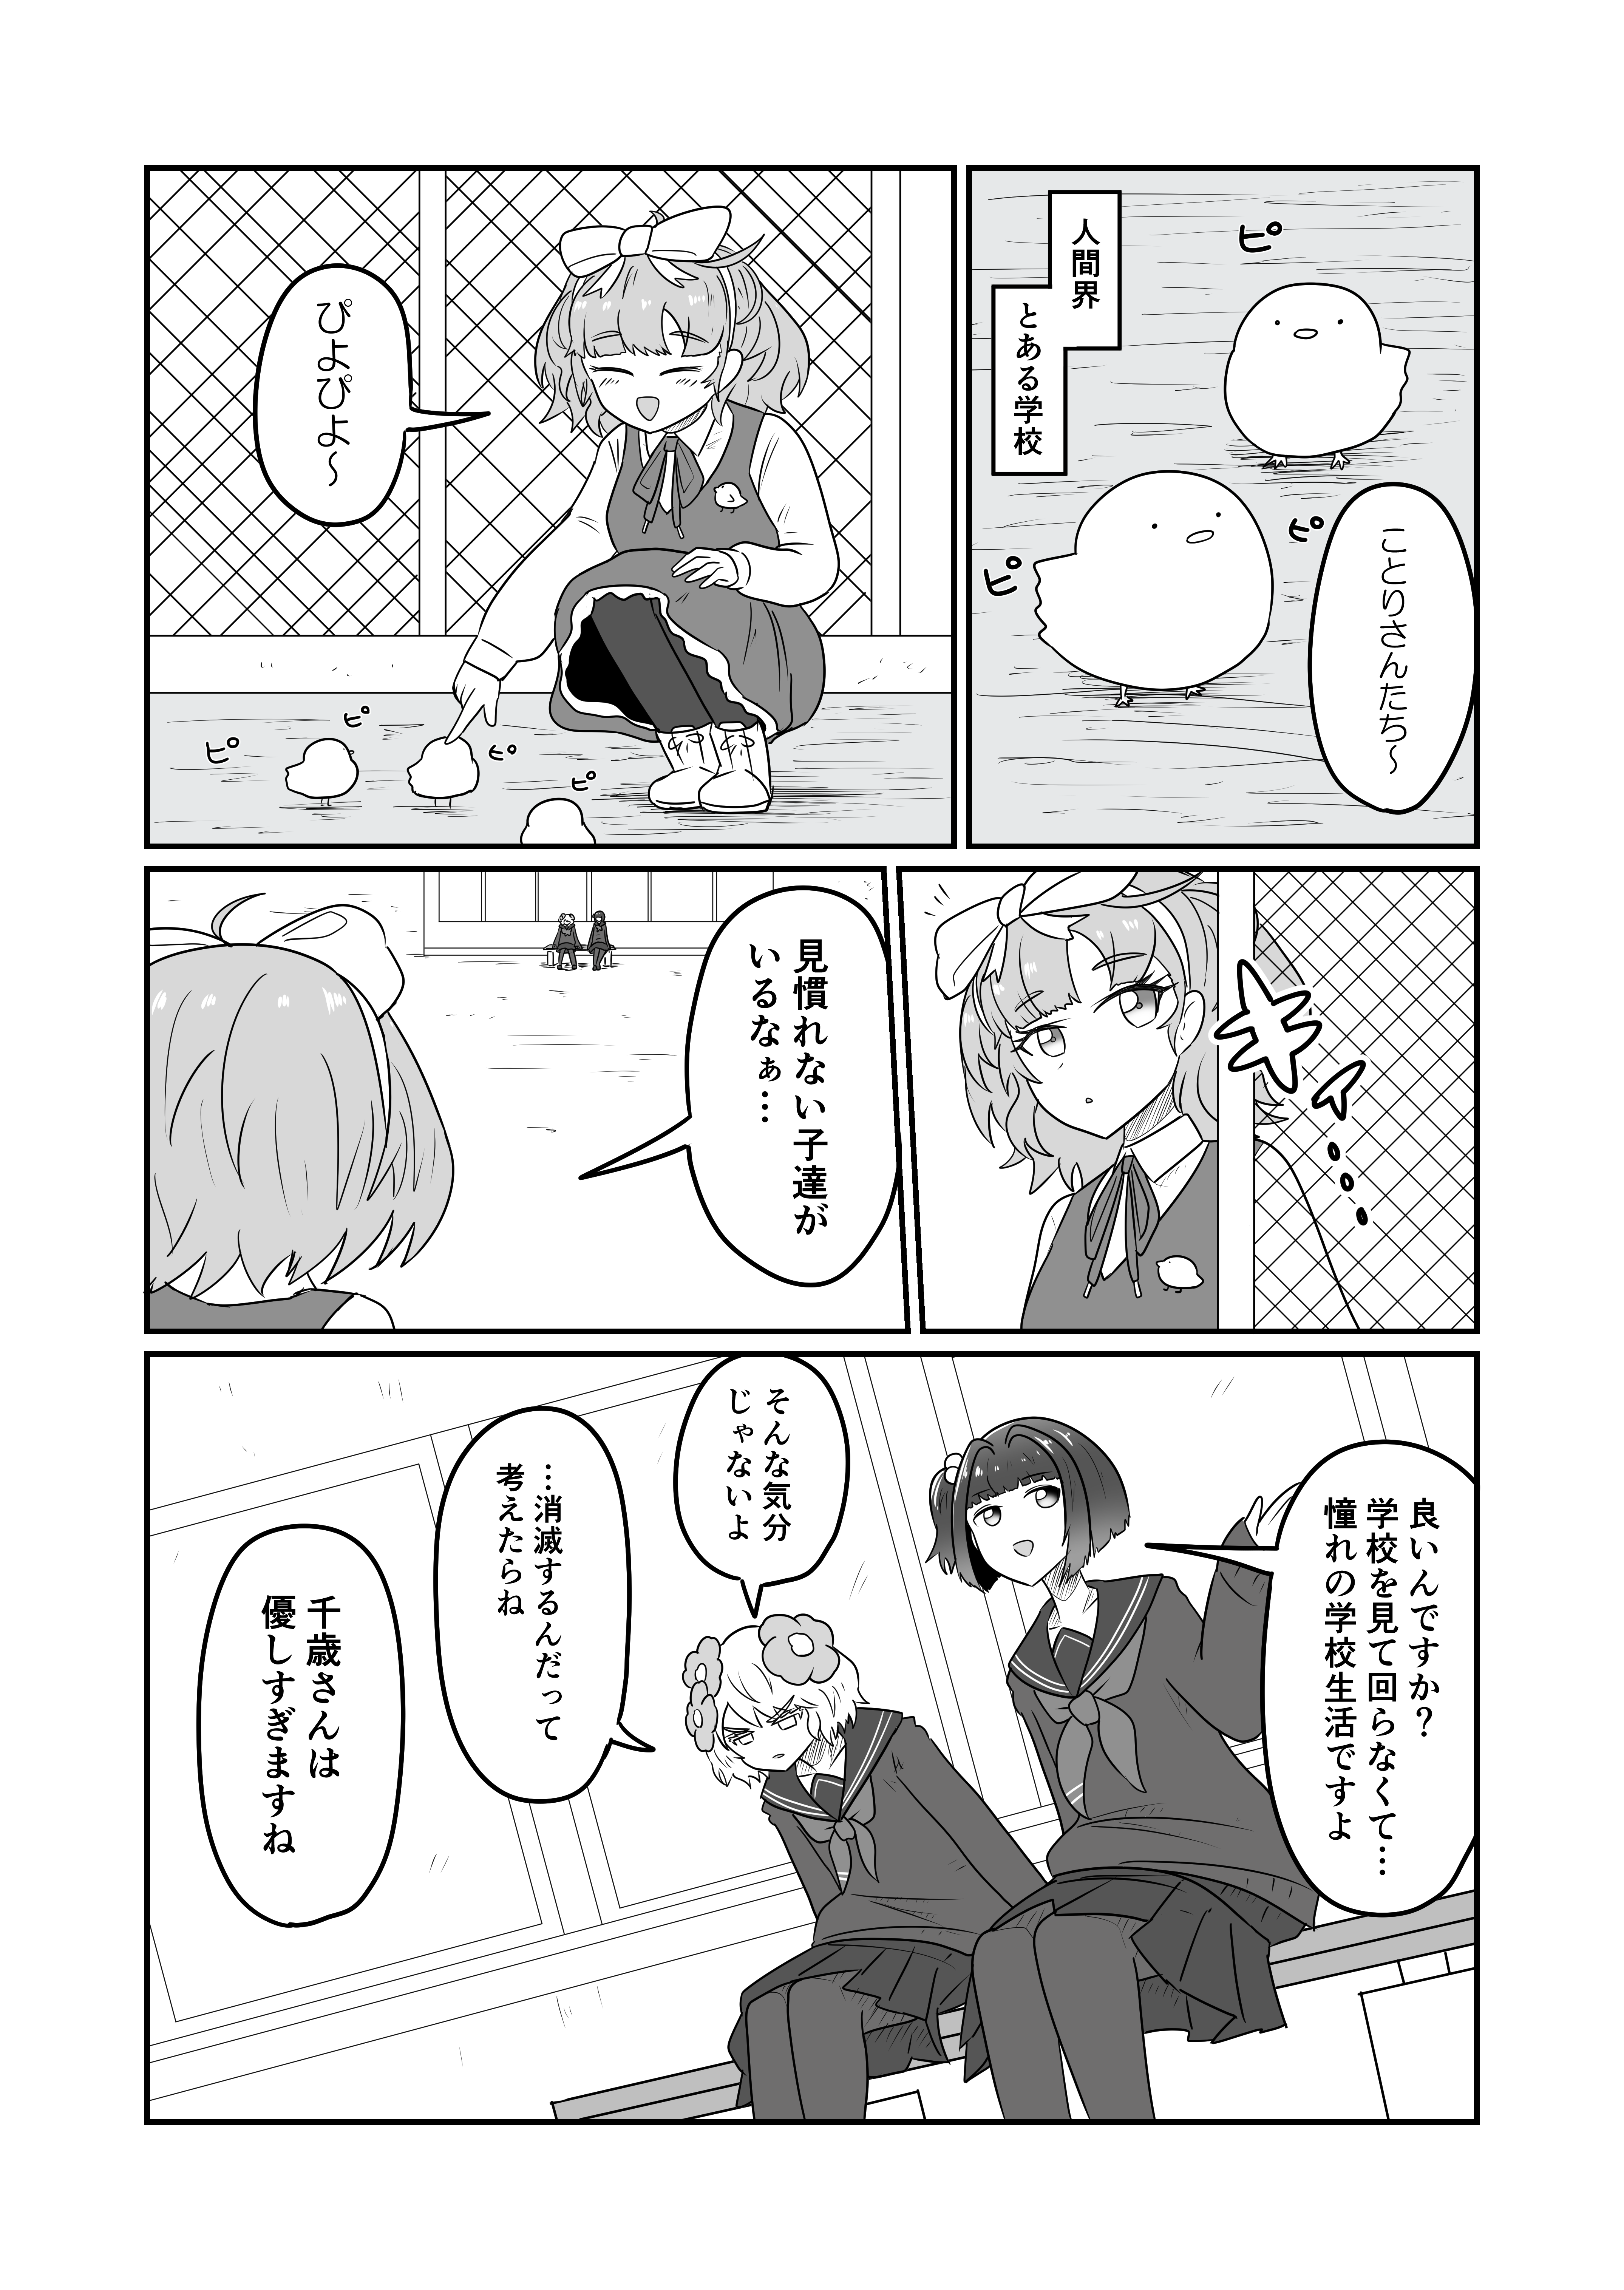 人間界
とある学校
ピ
ことりさんたち～
ピ
ピ
ぴよぴよ～
ピ
ピ
ピ
ピ
キィ…
見慣れない子達が
いるなぁ…
良いんですか？
学校を見て回らなくて…
憧れの学校生活ですよ
そんな気分
じゃないよ
…消滅するんだって
考えたらね
千歳さんは
優しすぎますね